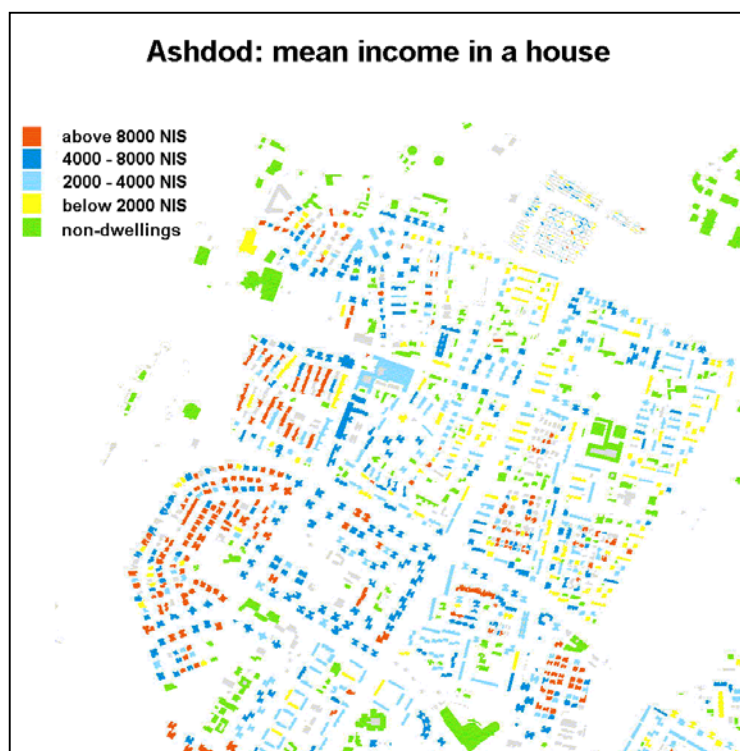 Ashdod: mean income in a house
above 8000 NIS
4000 - 8000 NIS
2000 - 4000 NIS
below 2000 NIS
non-dwellings